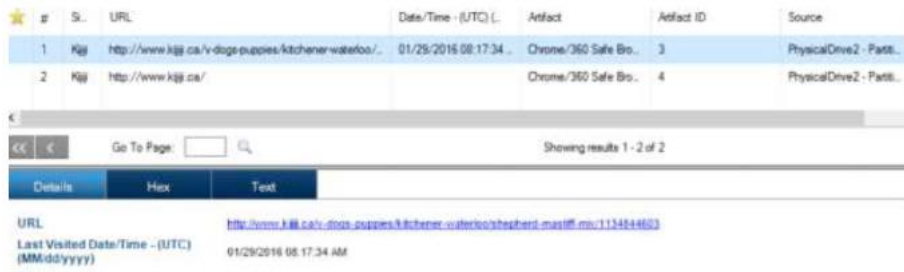 # Si.. URL Date/Time - (UTC) (.. Artifact Artifact ID Source
1 Kijiji http://www.kijiji.ca/v-dogs-puppies/kitchener-waterloo/.. 01/29/2016 08:17:34 .. Chrome/360 Safe Bro.. 3 PhysicalDrive2 - Partiti..
2 Kijiji http://www.kijiji.ca/ Chrome/360 Safe Bro.. 4 PhysicalDrive2 - Partiti..
Go To Page: Showing results 1 - 2 of 2
Details Hex Text
URL http://www.kijiji.ca/v-dogs-puppies/kitchener-waterloo/shepherd-mastiff-mix/1134844603
Last Visited Date/Time - (UTC) 01/29/2016 08:17:34 AM
(MM/dd/yyyy)